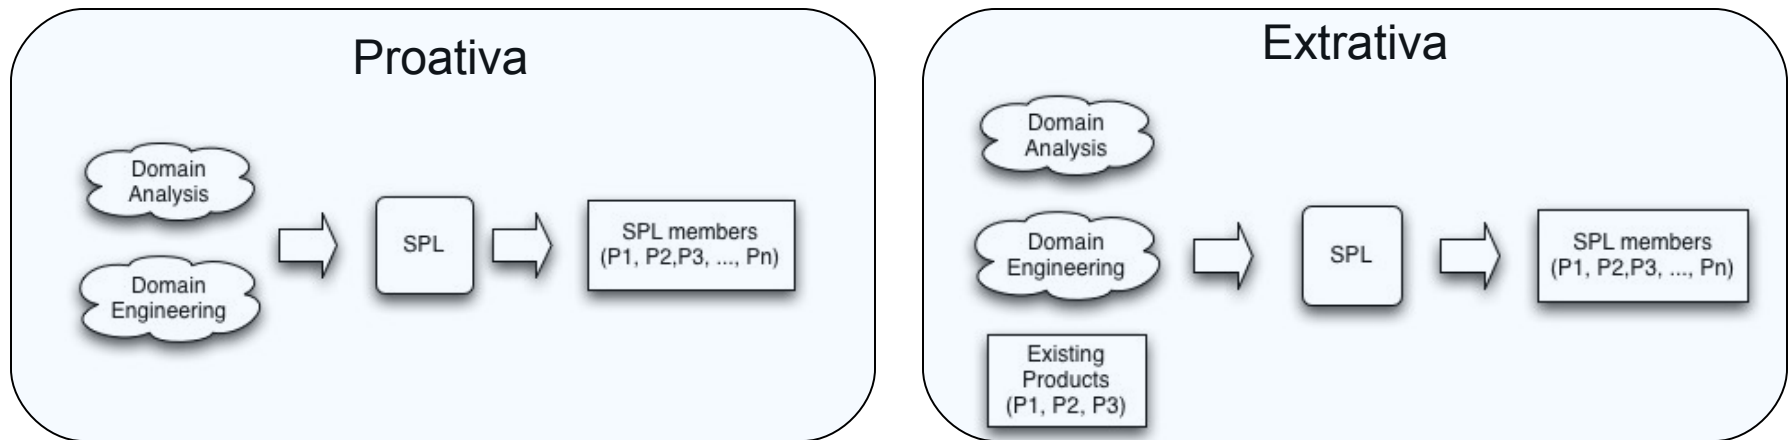 Proativa
Domain
Analysis
Domain
Engineering
SPL
SPL members
(P1, P2,P3, ..., Pn)
Extrativa
Domain
Analysis
Domain
Engineering
Existing
Products
(P1, P2, P3)
SPL
SPL members
(P1, P2,P3, ..., Pn)